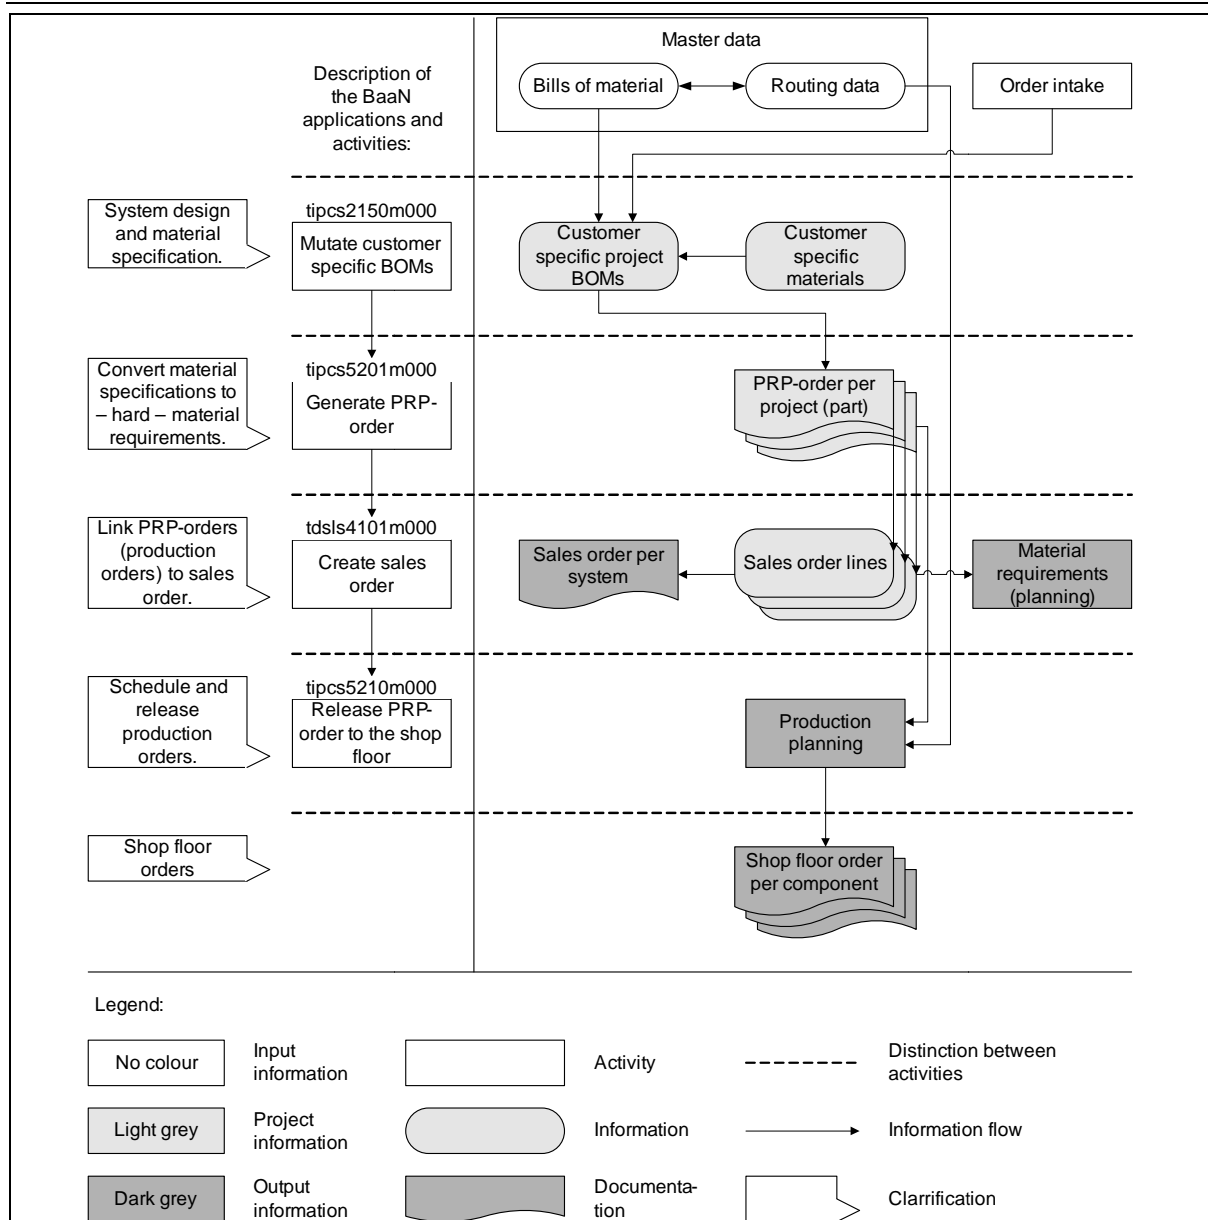 Master data
Description of
the BaaN
applications and
activities:
Bills of material
Routing data
Order intake
System design
and material
specification.
tipcs2150m000
Mutate customer
specific BOMs
Customer
specific project
BOMs
Customer
specific
materials
Convert material
specifications to
– hard – material
requirements.
tipcs5201m000
Generate PRP-
order
PRP-order per
project (part)
Link PRP-orders
(production
orders) to sales
order.
tdsls4101m000
Create sales
order
Sales order per
system
Sales order lines
Material
requirements
(planning)
Schedule and
release
production
orders.
tipcs5210m000
Release PRP-
order to the shop
floor
Production
planning
Shop floor
orders
Shop floor order
per component
Legend:
No colour
Input
information
Activity
Distinction between
activities
Light grey
Project
information
Information
Information flow
Dark grey
Output
information
Documenta-
tion
Clarrification